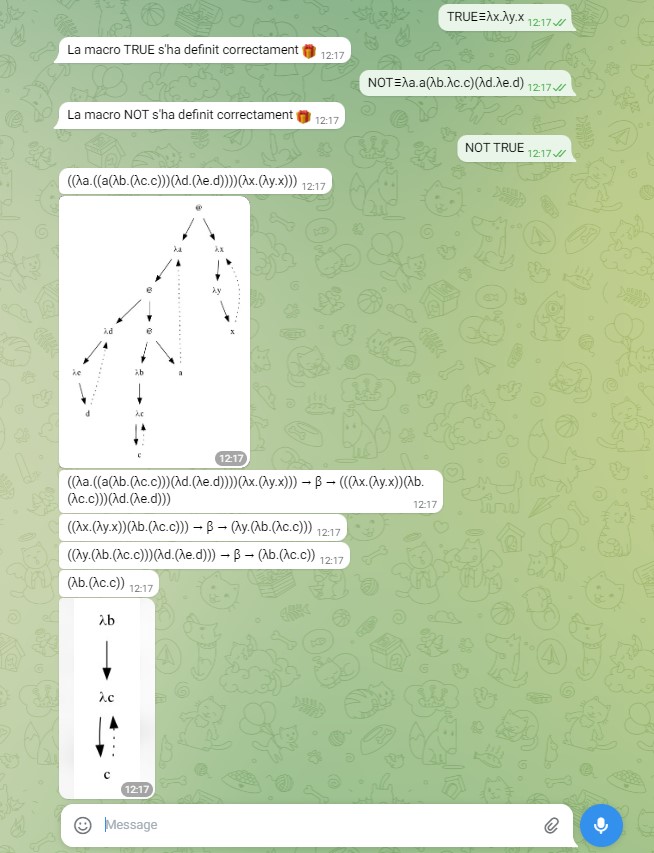 TRUE≡λx.λy.x 12:17
La macro TRUE s'ha definit correctament 🎁 12:17
NOT≡λa.a(λb.λc.c)(λd.λe.d) 12:17
La macro NOT s'ha definit correctament 🎁 12:17
NOT TRUE 12:17
((λa.((a(λb.(λc.c)))(λd.(λe.d))))(λx.(λy.x))) 12:17
@
λa λx
@ λy
λd @ x
λe λb a
d λc
c
12:17
((λa.((a(λb.(λc.c)))(λd.(λe.d))))(λx.(λy.x))) → β → (((λx.(λy.x))(λb.
(λc.c)))(λd.(λe.d))) 12:17
((λx.(λy.x))(λb.(λc.c))) → β → (λy.(λb.(λc.c))) 12:17
((λy.(λb.(λc.c)))(λd.(λe.d))) → β → (λb.(λc.c)) 12:17
(λb.(λc.c)) 12:17
λb
λc
c
12:17
Message